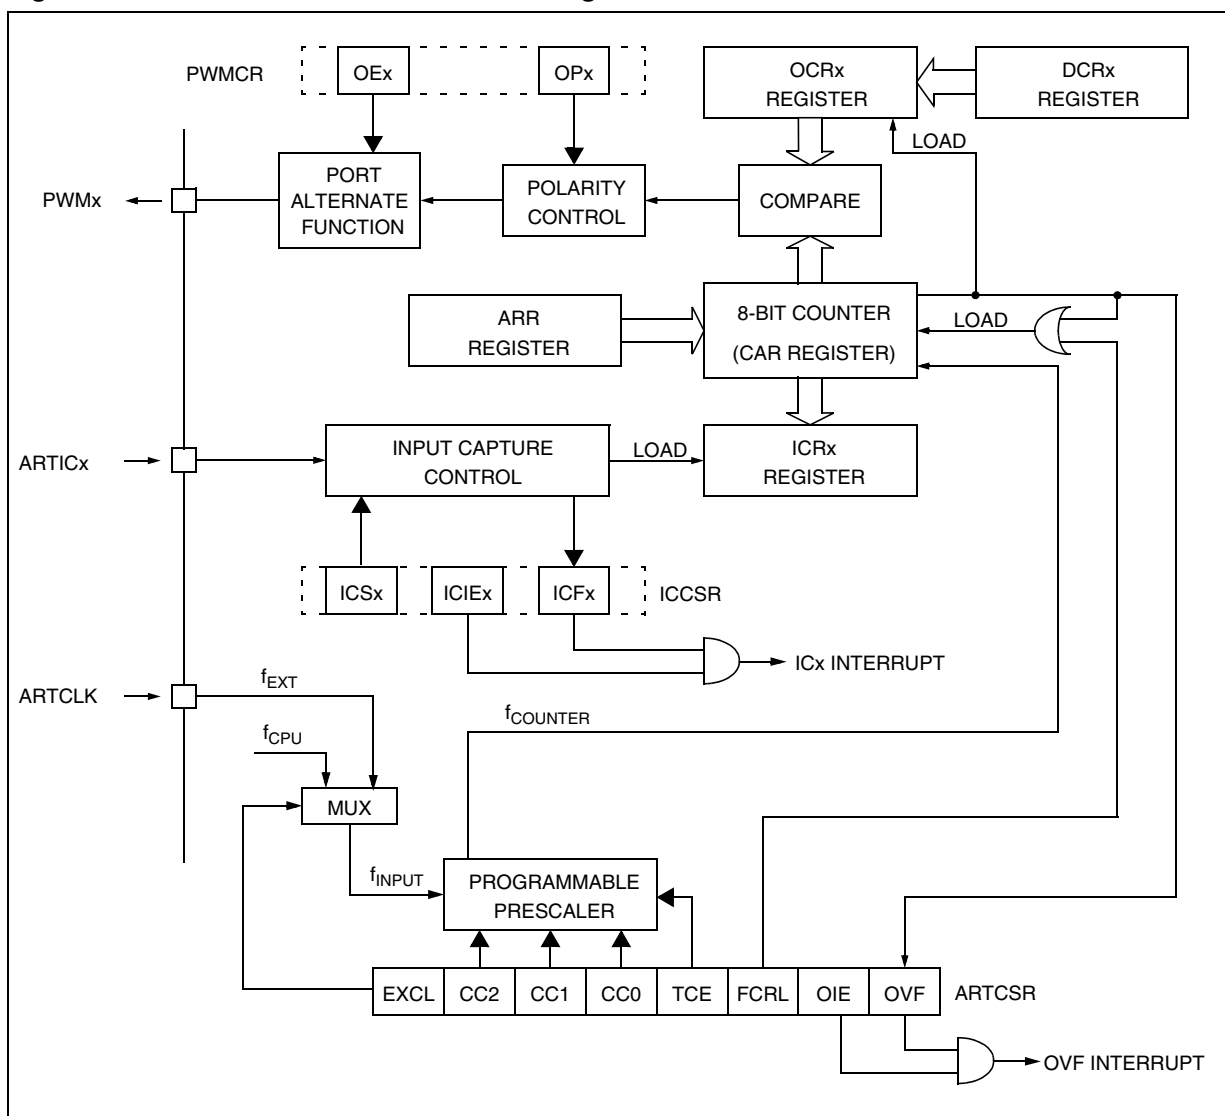 PWMCR
OEx
OPx
OCRx
REGISTER
DCRx
REGISTER
LOAD
PWMx
PORT
ALTERNATE
FUNCTION
POLARITY
CONTROL
COMPARE
ARR
REGISTER
8-BIT COUNTER
(CAR REGISTER)
LOAD
ARTICx
INPUT CAPTURE
CONTROL
LOAD
ICRx
REGISTER
ICSx
ICIEx
ICFx
ICCSR
ICx INTERRUPT
ARTCLK
fEXT
fCPU
fCOUNTER
MUX
fINPUT
PROGRAMMABLE
PRESCALER
EXCL
CC2
CC1
CC0
TCE
FCRL
OIE
OVF
ARTCSR
OVF INTERRUPT